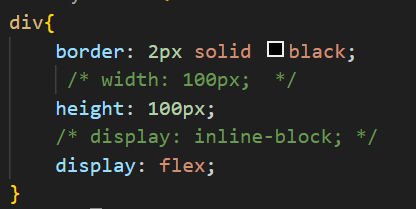 div{
border: 2px solid black;
/* width: 100px;  */
height: 100px;
/* display: inline-block; */
display: flex;
}